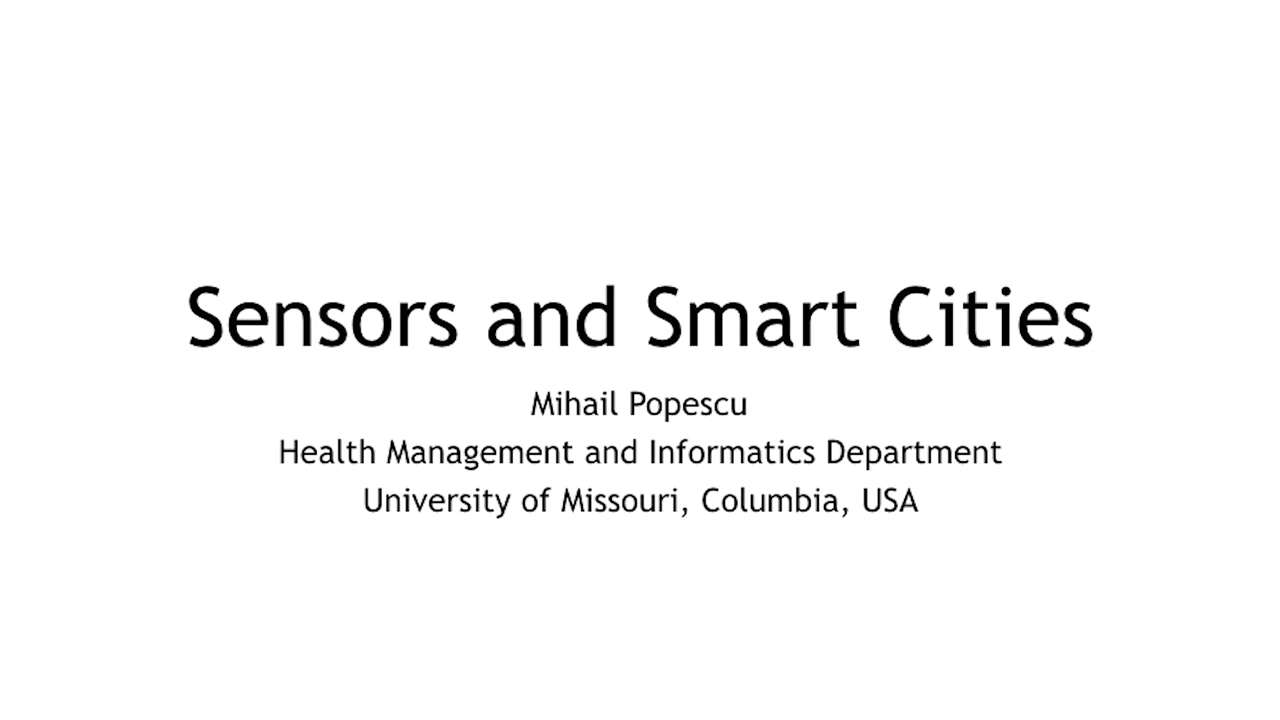 Sensors and Smart Cities
Mihail Popescu
Health Management and Informatics Department
University of Missouri, Columbia, USA